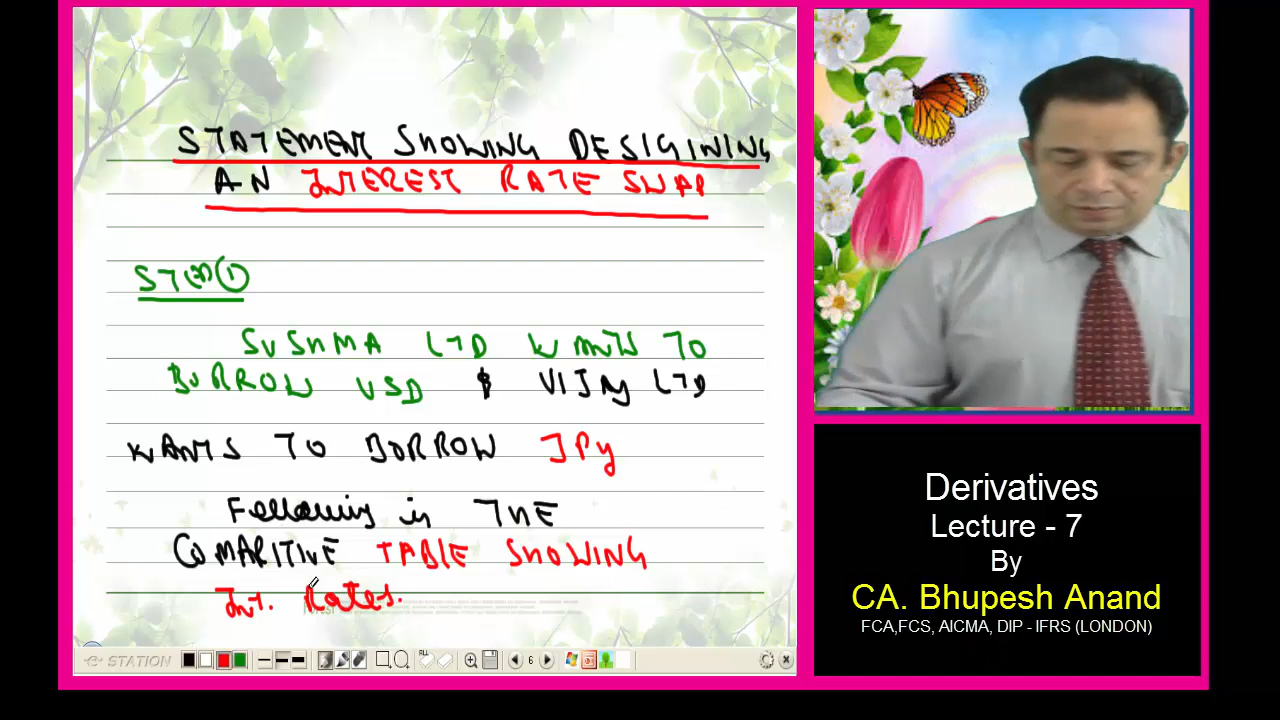 STATEMENT SHOWING DESIGINING
AN INTEREST RATE SWAP
STEP 1
SUSHMA LTD WANTS TO
BORROW USD & VIJAY LTD
WANTS TO BORROW JPY
Following is THE
COMARITIVE TABLE SHOWING
Int. Rates.
e-STATION
6
Derivatives
Lecture - 7
By
CA. Bhupesh Anand
FCA,FCS, AICMA, DIP - IFRS (LONDON)